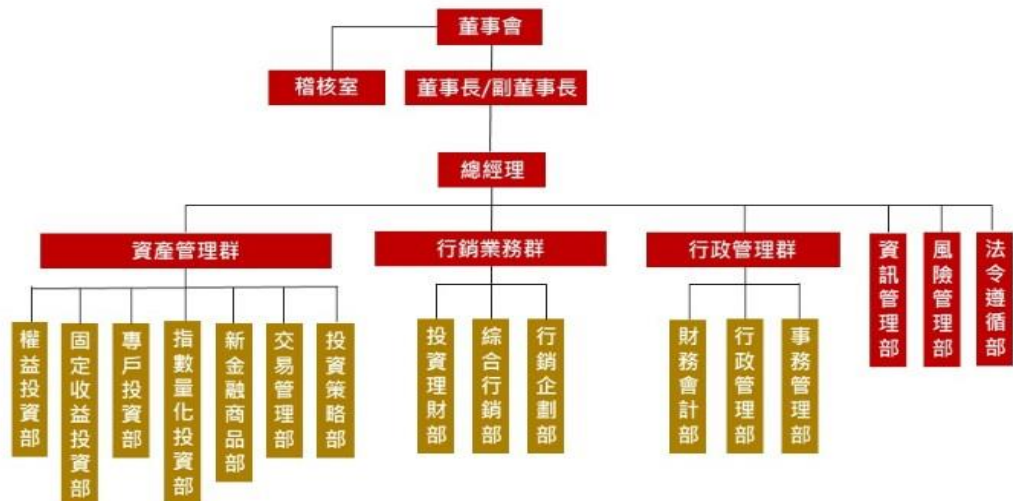 董事會
稽核室
董事長/副董事長
總經理
資產管理群
行銷業務群
行政管理群
資訊管理部
風險管理部
法令遵循部
權益投資部
固定收益投資部
專戶投資部
指數量化投資部
新金融商品部
交易管理部
投資策略部
投資理財部
綜合行銷部
行銷企劃部
財務會計部
行政管理部
事務管理部